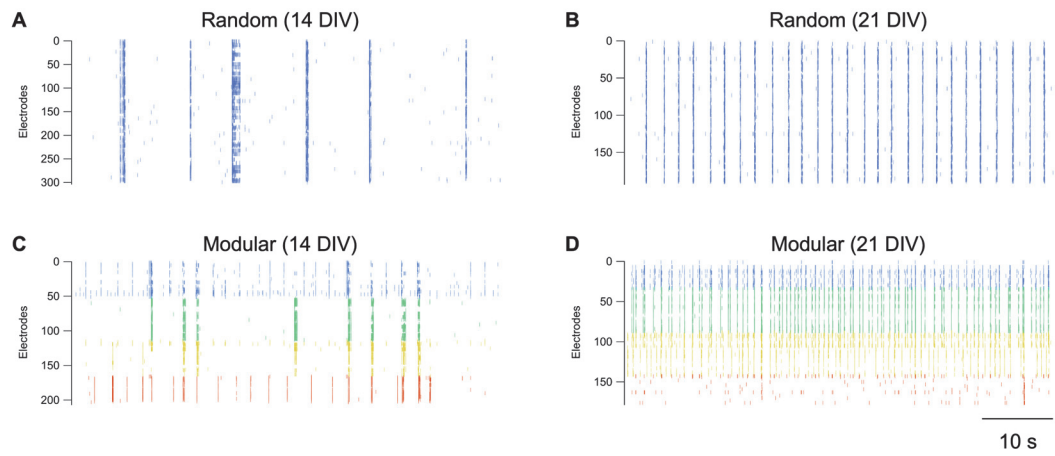 A
Random (14 DIV)
Electrodes
0
50
100
150
200
250
300
B
Random (21 DIV)
Electrodes
0
50
100
150
C
Modular (14 DIV)
Electrodes
0
50
100
150
200
D
Modular (21 DIV)
Electrodes
0
50
100
150
10 s